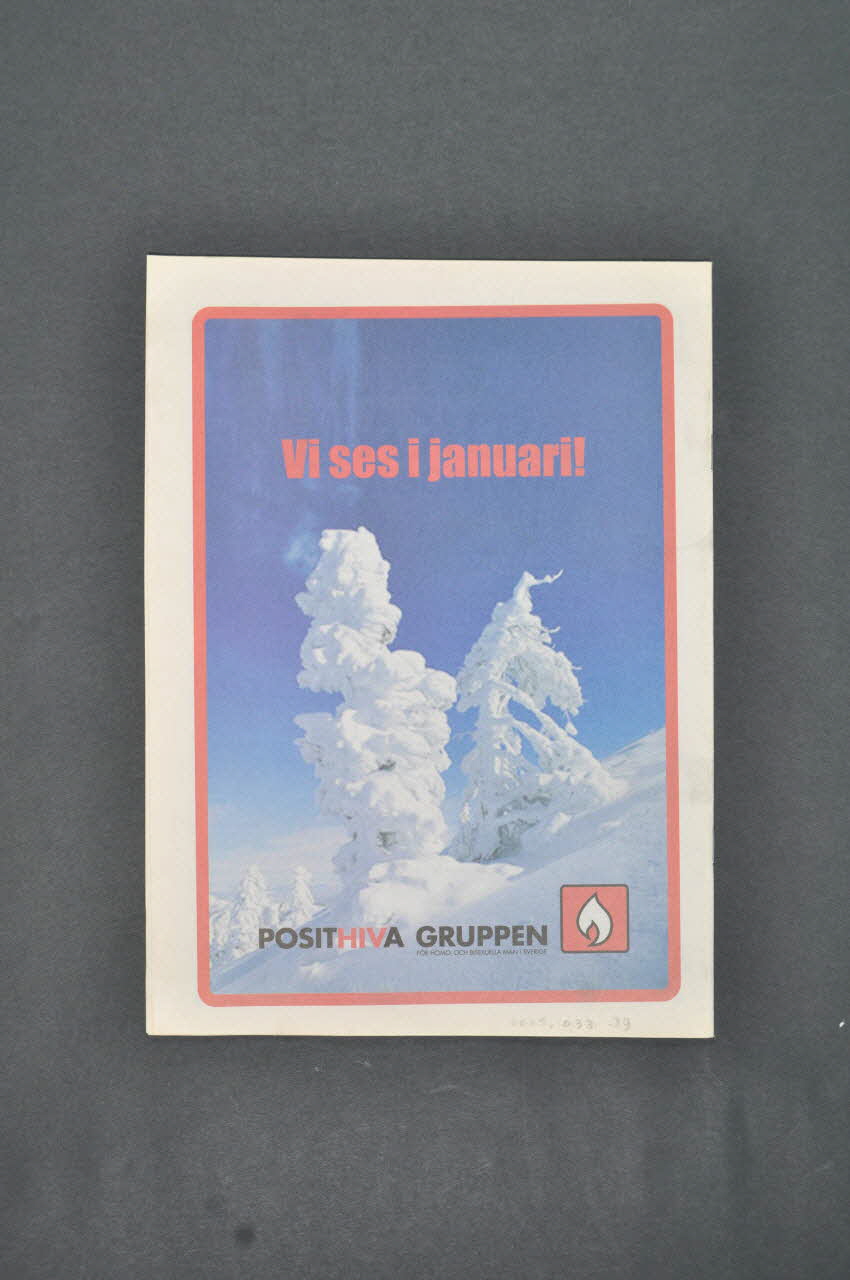 Vi ses i januari!
POSITHIVA GRUPPEN
FÖR HOMO- OCH BISEXUELLA MÄN I SVERIGE